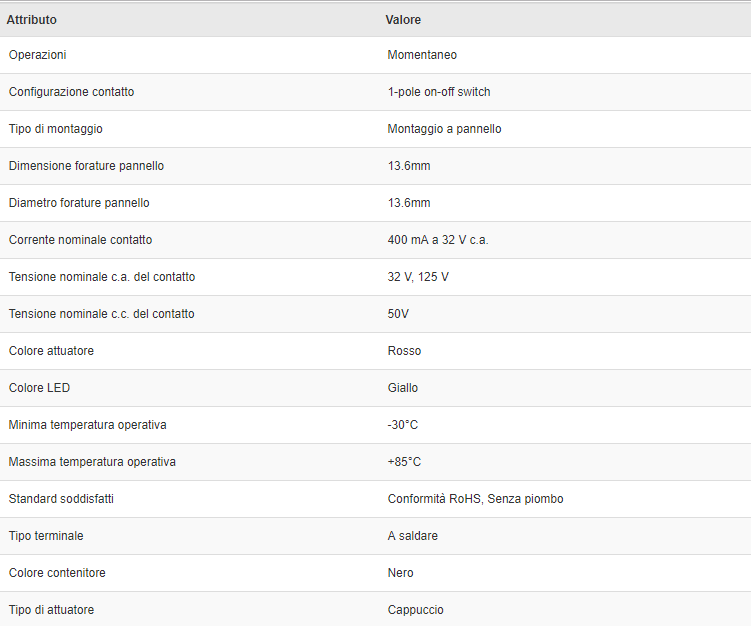 Attributo Valore
Operazioni Momentaneo
Configurazione contatto 1-pole on-off switch
Tipo di montaggio Montaggio a pannello
Dimensione forature pannello 13.6mm
Diametro forature pannello 13.6mm
Corrente nominale contatto 400 mA a 32 V c.a.
Tensione nominale c.a. del contatto 32 V, 125 V
Tensione nominale c.c. del contatto 50V
Colore attuatore Rosso
Colore LED Giallo
Minima temperatura operativa -30°C
Massima temperatura operativa +85°C
Standard soddisfatti Conformità RoHS, Senza piombo
Tipo terminale A saldare
Colore contenitore Nero
Tipo di attuatore Cappuccio